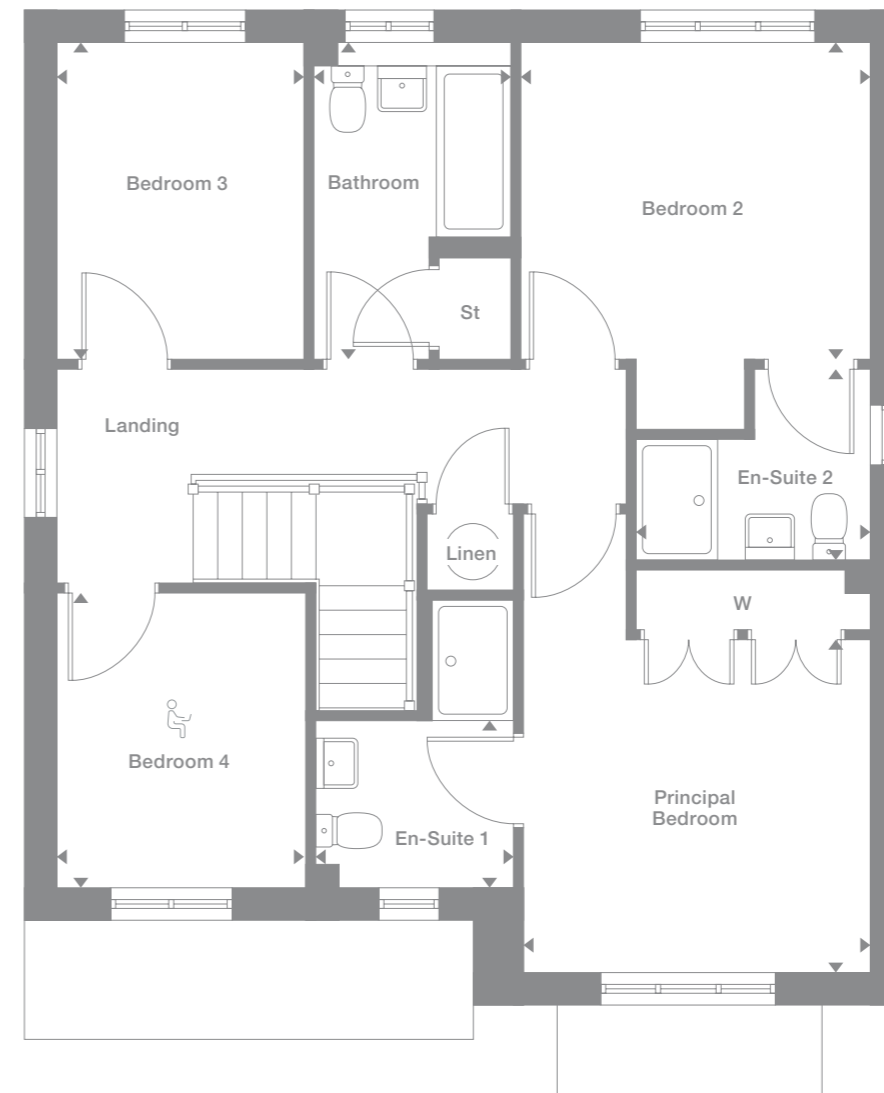 Bedroom 3
Bathroom
Bedroom 2
St
Landing
En-Suite 2
Linen
W
Bedroom 4
Principal
Bedroom
En-Suite 1